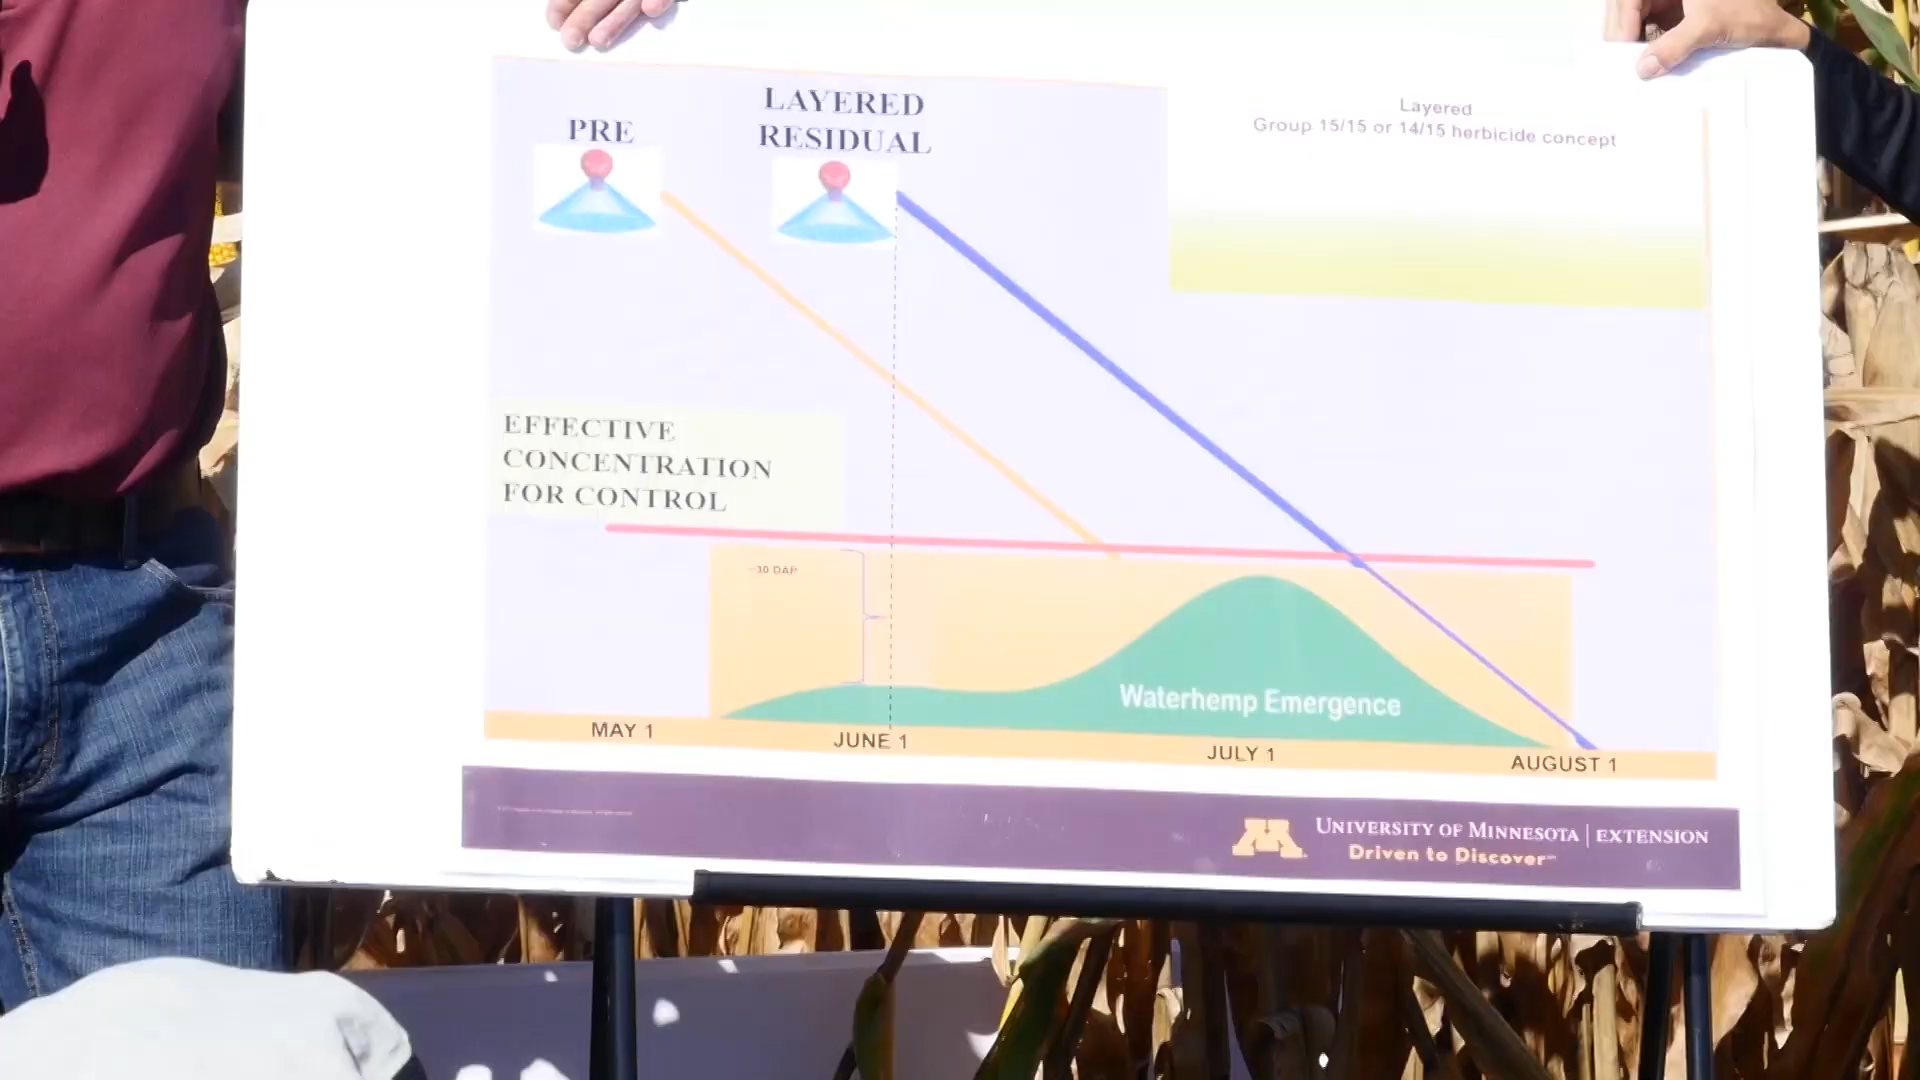 PRE
LAYERED
RESIDUAL
Layered
Group 15/15 or 14/15 herbicide concept
EFFECTIVE
CONCENTRATION
FOR CONTROL
~30 DAP
Waterhemp Emergence
MAY 1
JUNE 1
JULY 1
AUGUST 1
UNIVERSITY OF MINNESOTA | EXTENSION
Driven to Discover